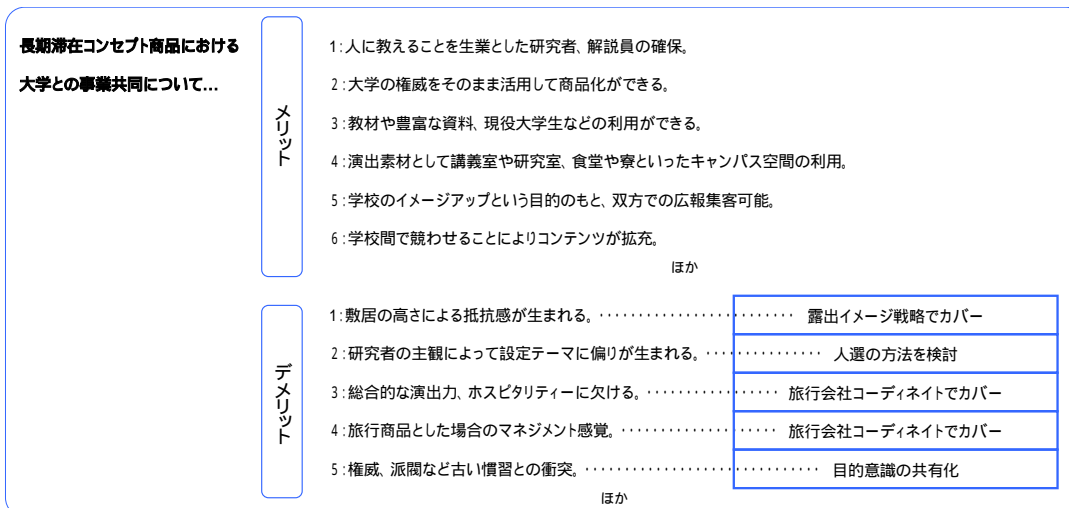 長期滞在コンセプト商品における
大学との事業共同について...
メリット
1:人に教えることを生業とした研究者、解説員の確保。
2:大学の権威をそのまま活用して商品化ができる。
3:教材や豊富な資料、現役大学生などの利用ができる。
4:演出素材として講義室や研究室、食堂や寮といったキャンパス空間の利用。
5:学校のイメージアップという目的のもと、双方での広報集客可能。
6:学校間で競わせることによりコンテンツが拡充。
ほか
デメリット
1:敷居の高さによる抵抗感が生まれる。・・・・・・・・・・・・・・・・・・・・・・・・・ 露出イメージ戦略でカバー
2:研究者の主観によって設定テーマに偏りが生まれる。・・・・・・・・・・・・・・・ 人選の方法を検討
3:総合的な演出力、ホスピタリティーに欠ける。・・・・・・・・・・・・・・・・・ 旅行会社コーディネイトでカバー
4:旅行商品とした場合のマネジメント感覚。・・・・・・・・・・・・・・・・・・・・ 旅行会社コーディネイトでカバー
5:権威、派閥など古い慣習との衝突。・・・・・・・・・・・・・・・・・・・・・・・・・・・・・・ 目的意識の共有化
ほか